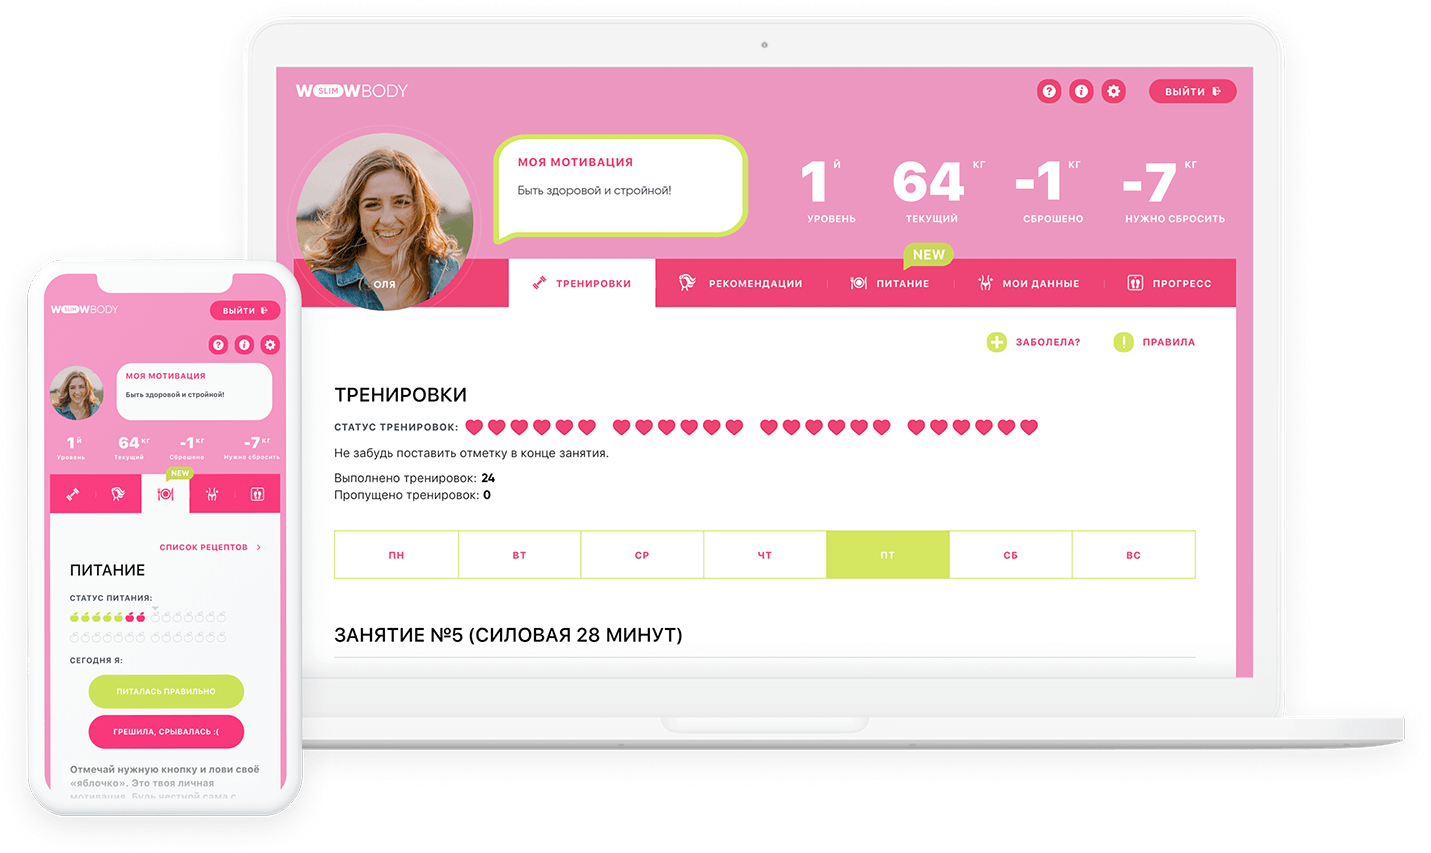 WOWBODY
SLIM
ВЫЙТИ
МОЯ МОТИВАЦИЯ
Быть здоровой и стройной!
1 Й
УРОВЕНЬ
64 КГ
ТЕКУЩИЙ
-1 КГ
СБРОШЕНО
-7 КГ
НУЖНО СБРОСИТЬ
NEW
ОЛЯ
ТРЕНИРОВКИ
РЕКОМЕНДАЦИИ
ПИТАНИЕ
МОИ ДАННЫЕ
ПРОГРЕСС
ЗАБОЛЕЛА?
ПРАВИЛА
ТРЕНИРОВКИ
СТАТУС ТРЕНИРОВОК:
Не забудь поставить отметку в конце занятия.
Выполнено тренировок: 24
Пропущено тренировок: 0
ПН ВТ СР ЧТ ПТ СБ ВС
ЗАНЯТИЕ №5 (СИЛОВАЯ 28 МИНУТ)
WOWBODY
SLIM
ВЫЙТИ
МОЯ МОТИВАЦИЯ
Быть здоровой и стройной!
1 Й
Уровень
64 КГ
Текущий
-1 КГ
Сброшено
-7 КГ
Нужно сбросить
NEW
СПИСОК РЕЦЕПТОВ
ПИТАНИЕ
СТАТУС ПИТАНИЯ:
СЕГОДНЯ Я:
ПИТАЛАСЬ ПРАВИЛЬНО
ГРЕШИЛА, СРЫВАЛАСЬ :(
Отмечай нужную кнопку и лови своё
«яблочко». Это твоя личная
мотивация. Будь честной сама с